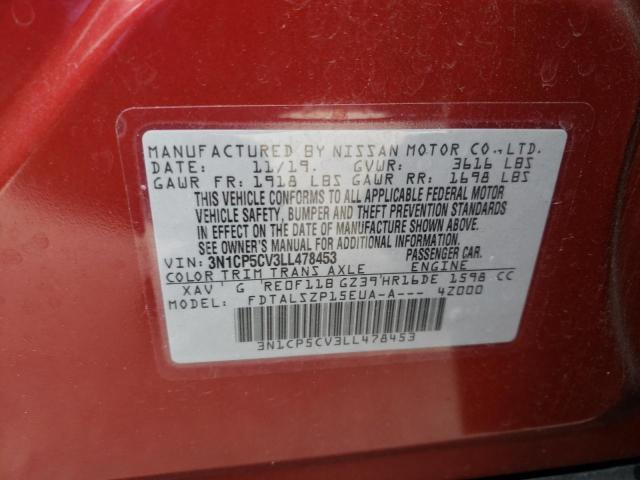 MANUFACTURED BY NISSAN MOTOR CO.,LTD.
DATE: 11/19. GVWR: 3616 LBS
GAWR FR: 1918 LBS GAWR RR: 1698 LBS
THIS VEHICLE CONFORMS TO ALL APPLICABLE FEDERAL MOTOR
VEHICLE SAFETY, BUMPER AND THEFT PREVENTION STANDARDS
IN EFFECT ON THE DATE OF MANUFACTURE SHOWN ABOVE.
SEE OWNER'S MANUAL FOR ADDITIONAL INFORMATION.
VIN: 3N1CP5CV3LL478453 PASSENGER CAR.
COLOR TRIM TRANS AXLE ENGINE
XAV' G 'RE0F11B GZ39'HR16DE 1598 CC
MODEL: FDTALSZP15EUA-A--- 4Z000
3N1CP5CV3LL478453